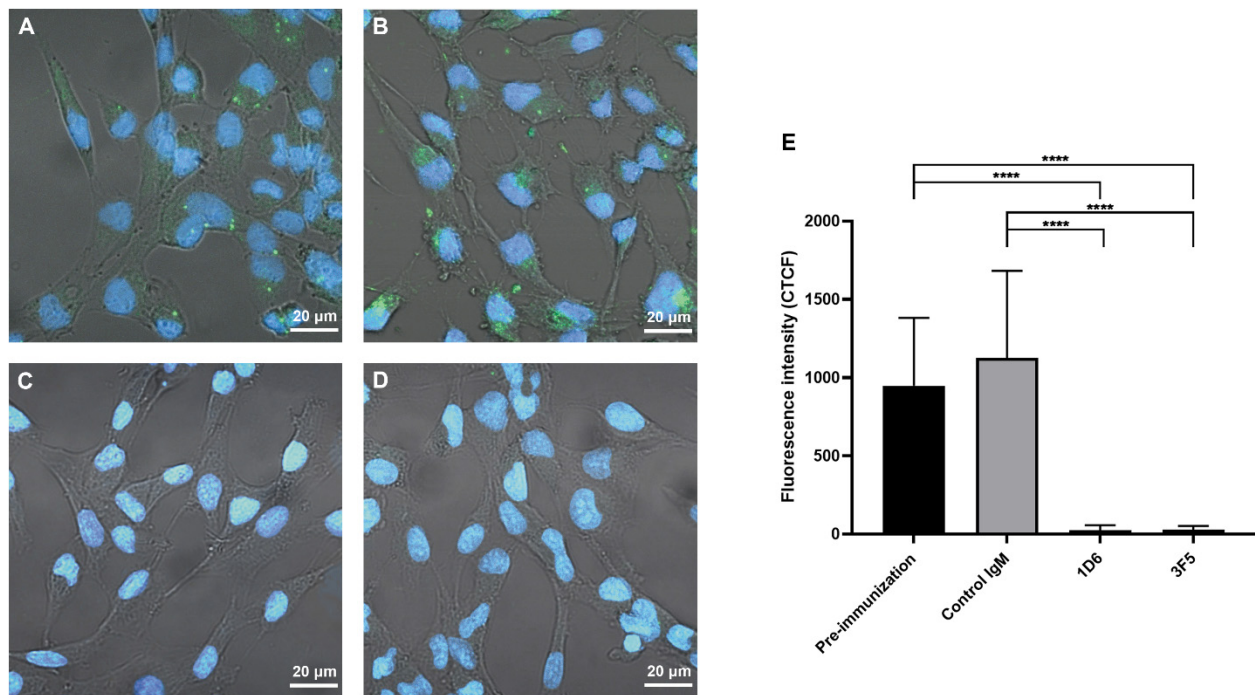 A
20 µm
B
20 µm
C
20 µm
D
20 µm
E
****
****
****
****
Fluorescence intensity (CTCF)
2000
1500
1000
500
0
Pre-immunization
Control IgM
1D6
3F5